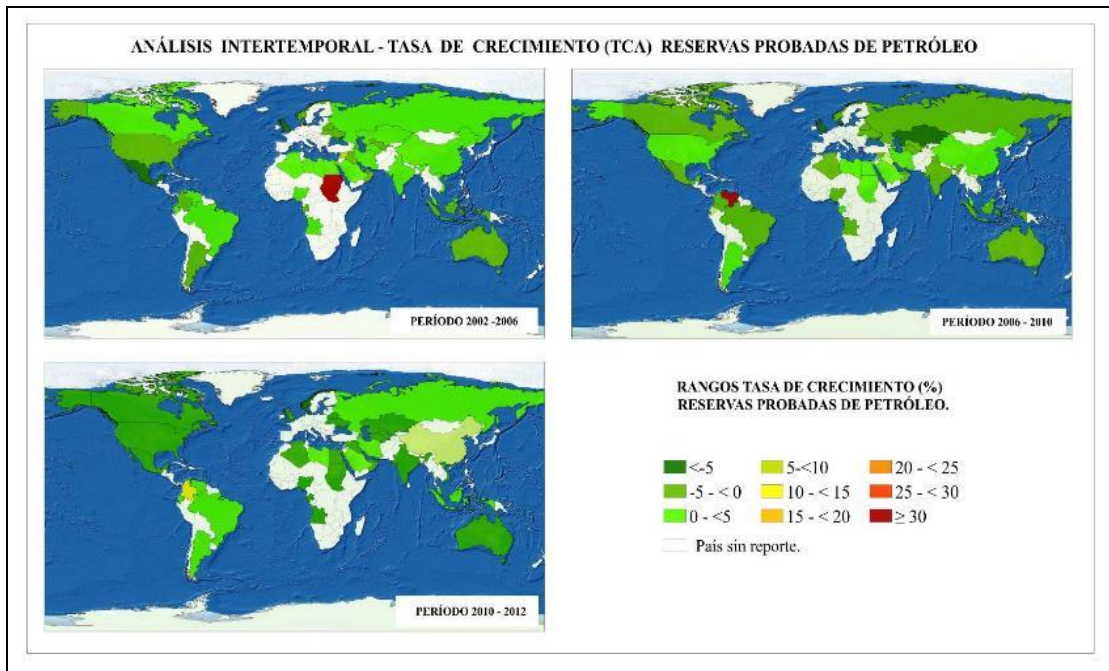 ANÁLISIS INTERTEMPORAL - TASA DE CRECIMIENTO (TCA) RESERVAS PROBADAS DE PETRÓLEO
PERÍODO 2002 -2006
PERÍODO 2006 - 2010
PERÍODO 2010 - 2012
RANGOS TASA DE CRECIMIENTO (%)
RESERVAS PROBADAS DE PETRÓLEO.
<-5
5-<10
20 - < 25
-5 - < 0
10 - < 15
25 - < 30
0 - <5
15 - < 20
≥ 30
País sin reporte.